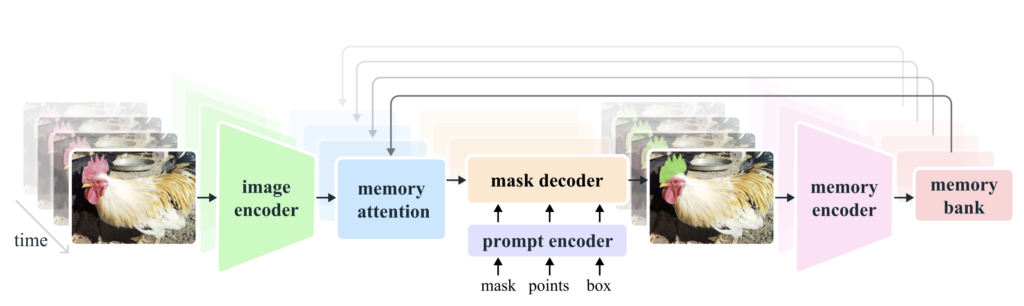 time
image
encoder
memory
attention
mask decoder
prompt encoder
mask points box
memory
encoder
memory
bank